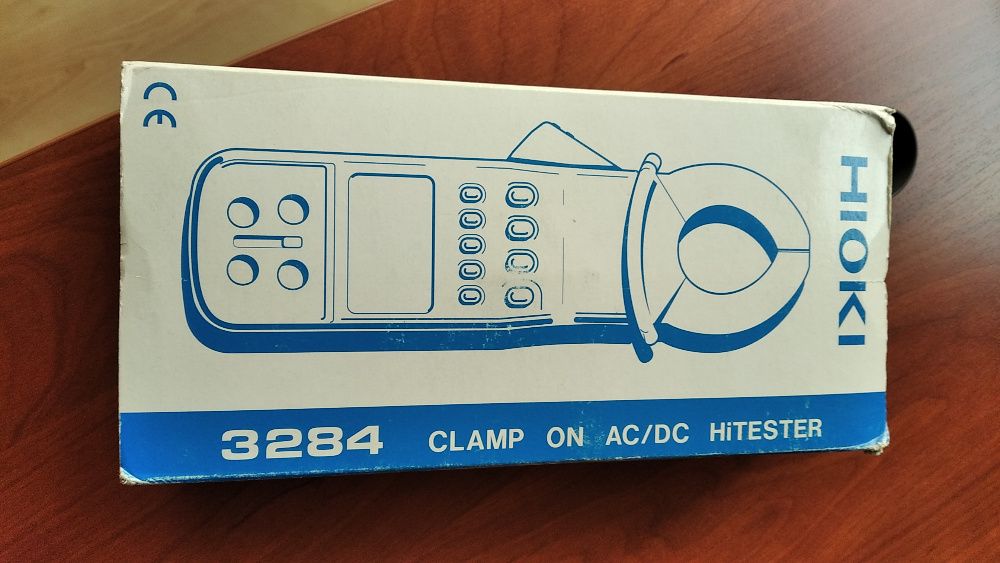 CE
HIOKI
3284 CLAMP ON AC/DC HiTESTER